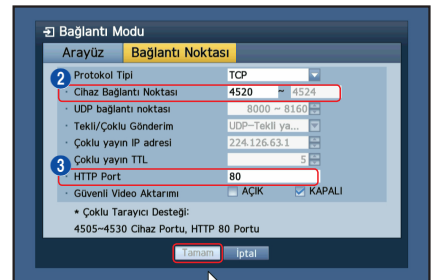 Bağlantı Modu
Arayüz Bağlantı Noktası
2
Protokol Tipi TCP
Cihaz Bağlantı Noktası 4520 ~ 4524
UDP bağlantı noktası 8000 ~ 8160
Tekli/Çoklu Gönderim UDP-Tekli ya...
Çoklu yayın IP adresi 224.126.63.1
Çoklu yayın TTL 5
3
HTTP Port 80
Güvenli Video Aktarımı AÇIK KAPALI
* Çoklu Tarayıcı Desteği:
4505~4530 Cihaz Portu, HTTP 80 Portu
Tamam İptal